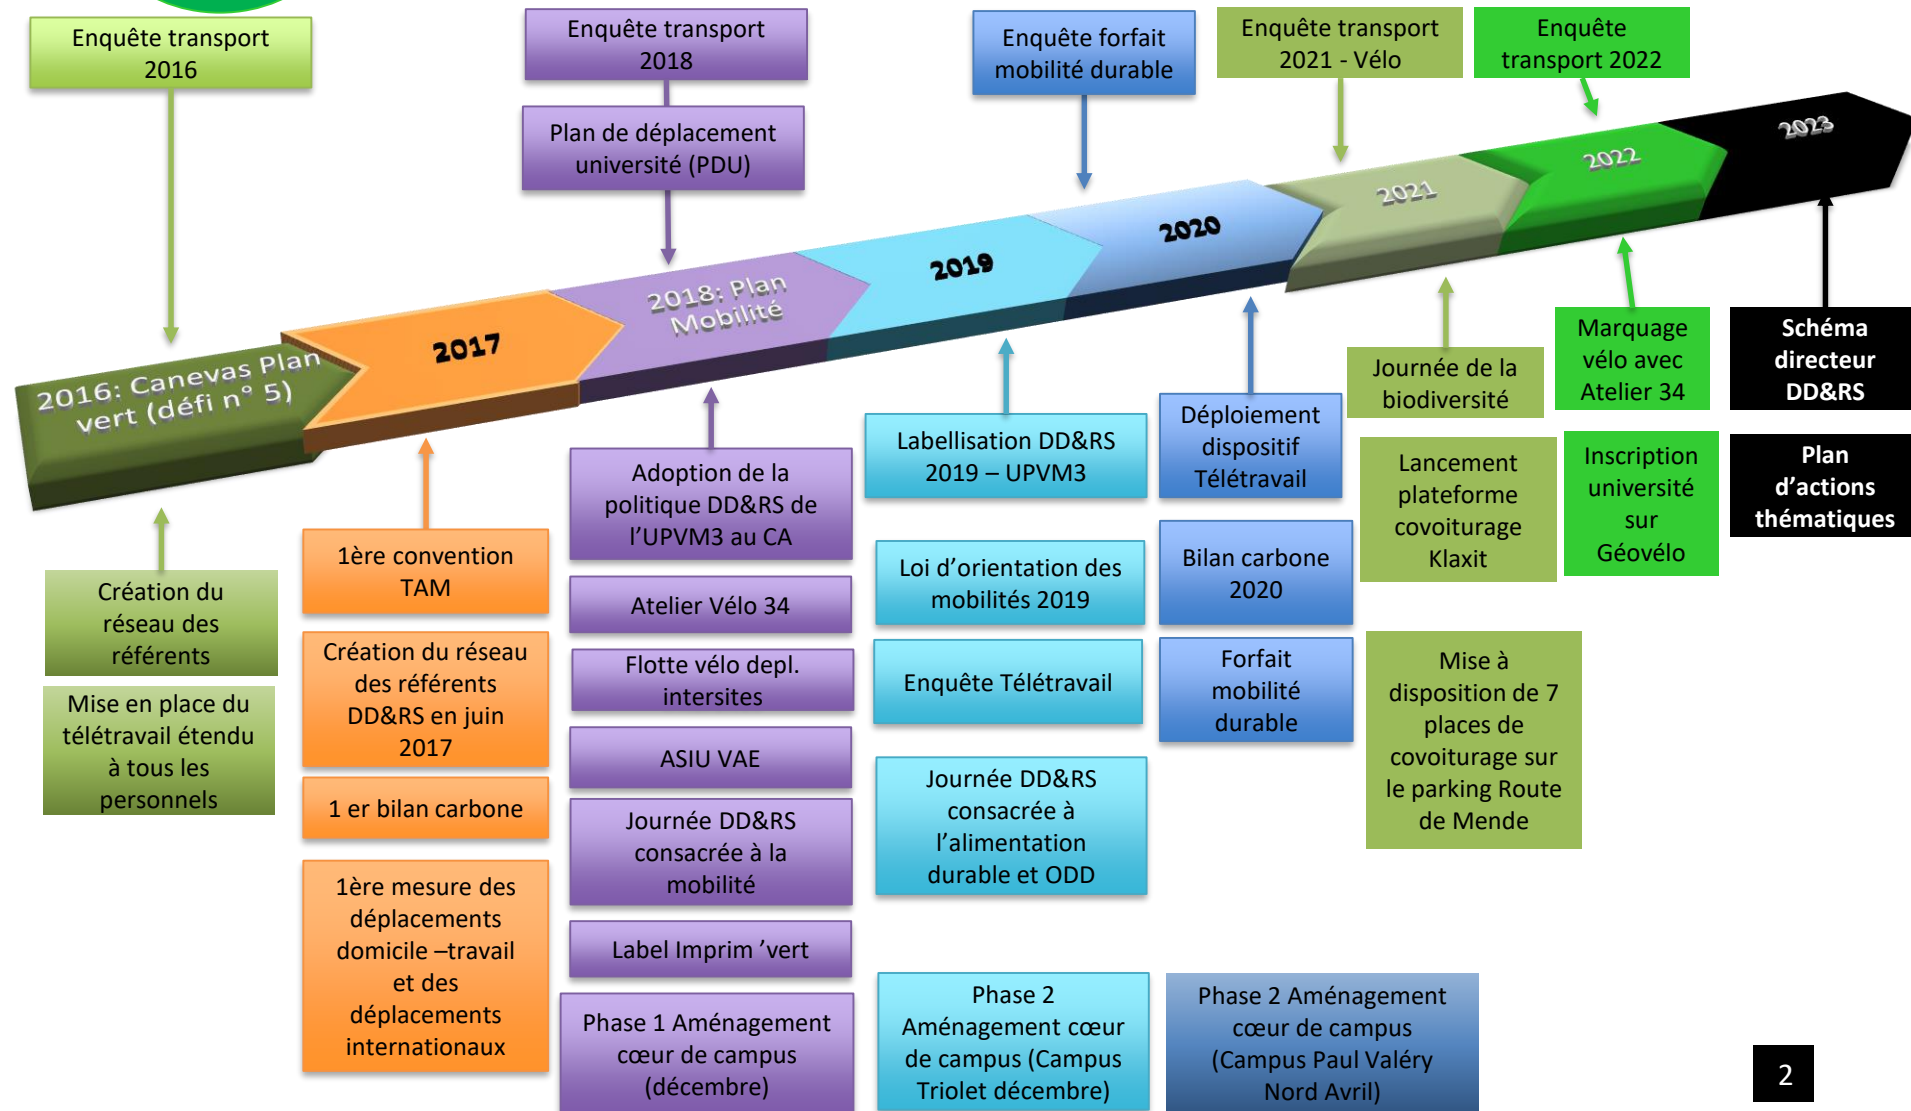 Enquête transport
2016
Enquête transport
2018
Plan de déplacement
université (PDU)
Enquête forfait
mobilité durable
Enquête transport
2021 - Vélo
Enquête
transport 2022
2016: Canevas Plan
vert (défi n° 5)
2017
2018: Plan
Mobilité
2019
2020
2021
2022
2023
Création du
réseau des
référents
Mise en place du
télétravail étendu
à tous les
personnels
1ère convention
TAM
Création du réseau
des référents
DD&RS en juin
2017
1 er bilan carbone
1ère mesure des
déplacements
domicile –travail
et des
déplacements
internationaux
Adoption de la
politique DD&RS de
l’UPVM3 au CA
Atelier Vélo 34
Flotte vélo depl.
intersites
ASIU VAE
Journée DD&RS
consacrée à la
mobilité
Label Imprim ’vert
Phase 1 Aménagement
cœur de campus
(décembre)
Labellisation DD&RS
2019 – UPVM3
Loi d’orientation des
mobilités 2019
Enquête Télétravail
Journée DD&RS
consacrée à
l’alimentation
durable et ODD
Phase 2
Aménagement cœur
de campus (Campus
Triolet décembre)
Déploiement
dispositif
Télétravail
Bilan carbone
2020
Forfait
mobilité
durable
Phase 2 Aménagement
cœur de campus
(Campus Paul Valéry
Nord Avril)
Journée de la
biodiversité
Lancement
plateforme
covoiturage
Klaxit
Mise à
disposition de 7
places de
covoiturage sur
le parking Route
de Mende
Marquage
vélo avec
Atelier 34
Inscription
université
sur
Géovélo
Schéma
directeur
DD&RS
Plan
d’actions
thématiques
2